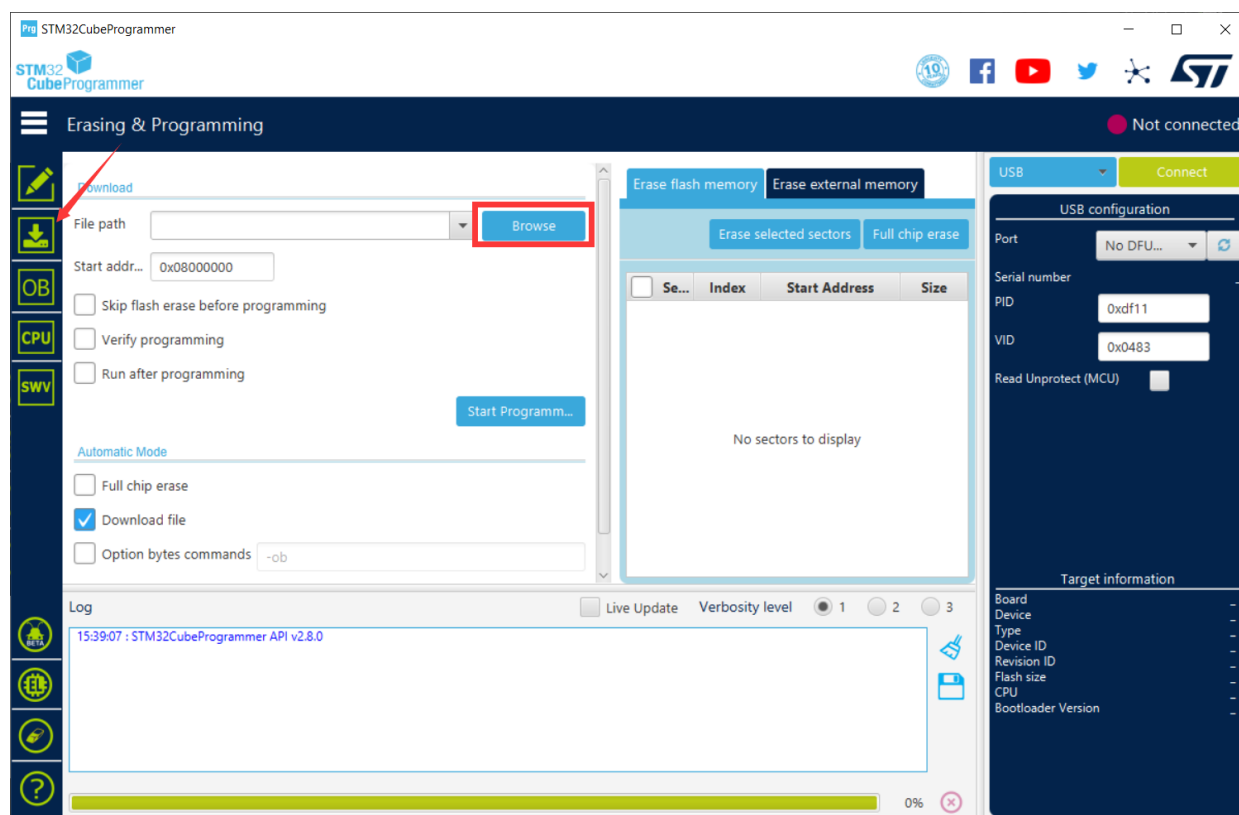 Prg STM32CubeProgrammer
STM32
CubeProgrammer
10
Erasing & Programming
Not connected
Download
File path
Browse
Start addr...
0x08000000
Skip flash erase before programming
Verify programming
Run after programming
Start Programm...
Automatic Mode
Full chip erase
Download file
Option bytes commands
-ob
OB
CPU
SWV
Erase flash memory
Erase external memory
Erase selected sectors
Full chip erase
Se...
Index
Start Address
Size
No sectors to display
USB
Connect
USB configuration
Port
No DFU...
Serial number
PID
0xdf11
VID
0x0483
Read Unprotect (MCU)
Target information
Board
Device
Type
Device ID
Revision ID
Flash size
CPU
Bootloader Version
Log
Live Update
Verbosity level
1
2
3
15:39:07 : STM32CubeProgrammer API v2.8.0
BETA
EL
?
0%